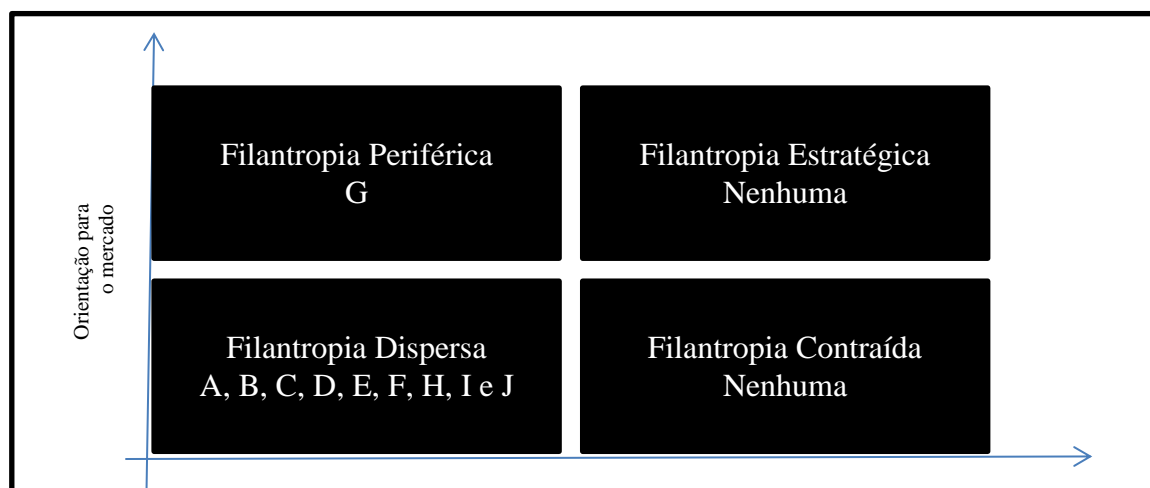 Filantropia Periférica
G
Filantropia Estratégica
Nenhuma
Orientação para
o mercado
Filantropia Dispersa
A, B, C, D, E, F, H, I e J
Filantropia Contraída
Nenhuma